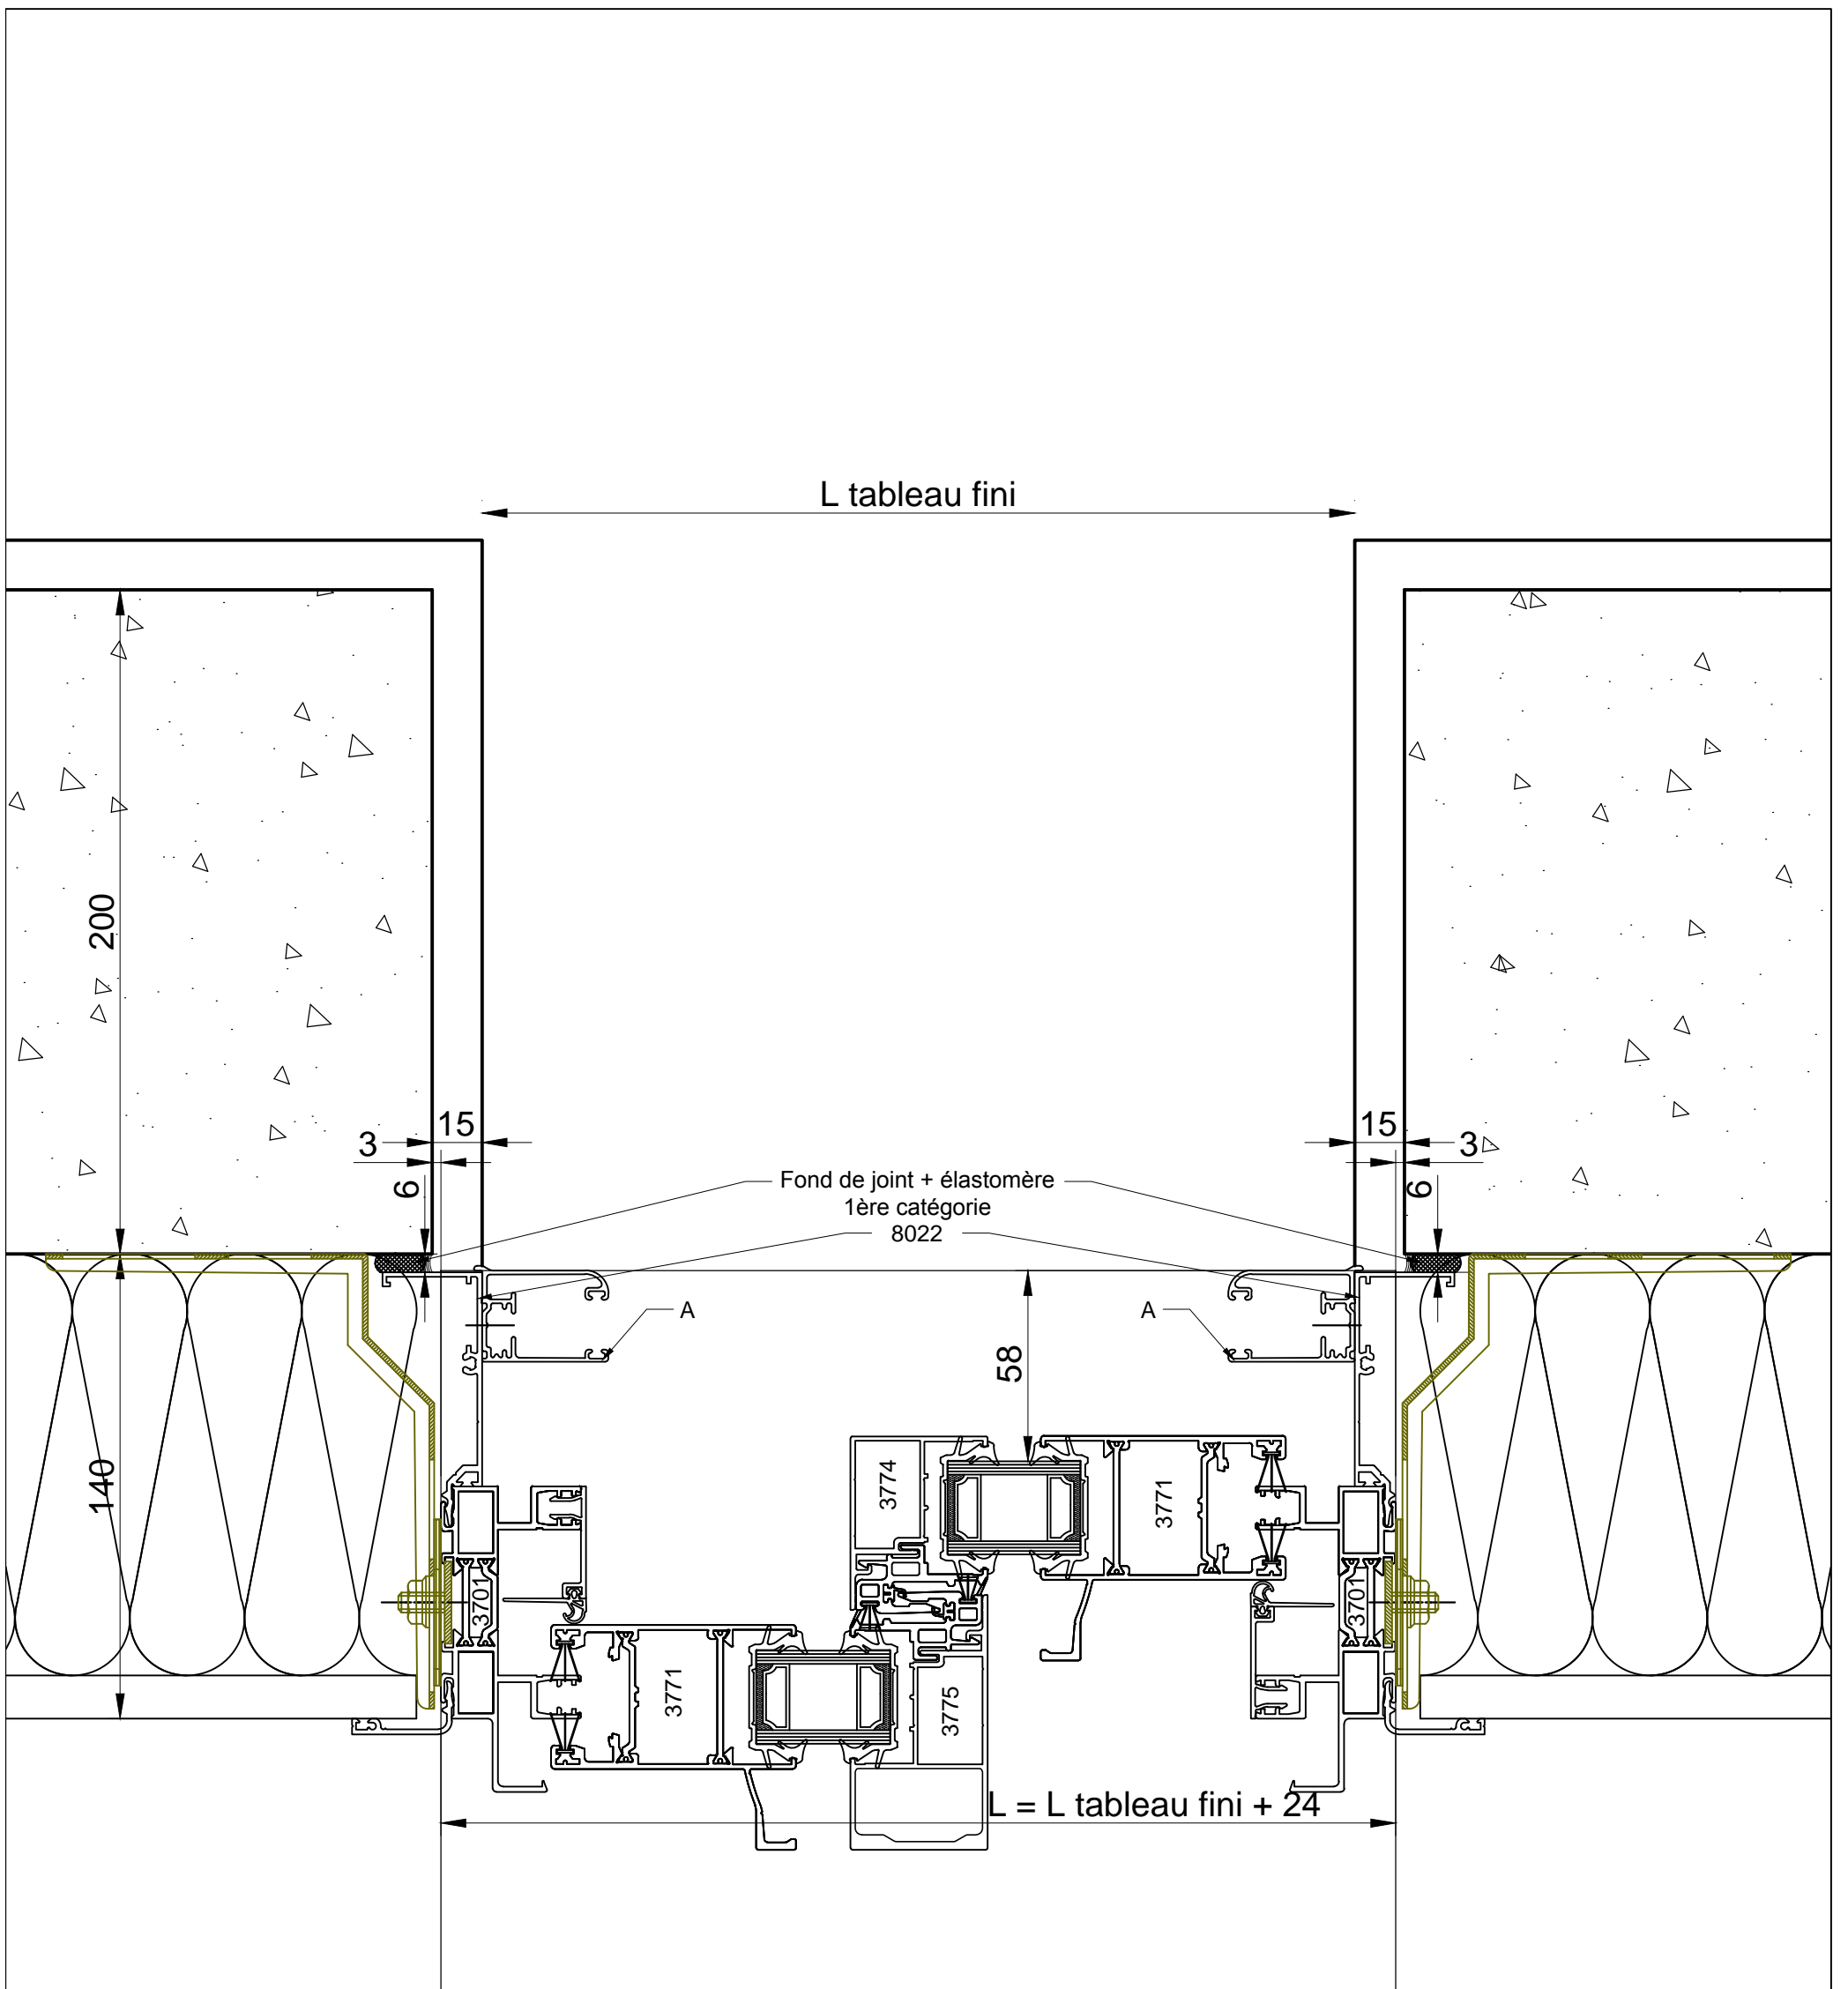 L tableau fini
200
15
3
6
15
3
6
Fond de joint + élastomère
1ère catégorie
8022
A
A
58
140
3774
3771
3701
3701
3771
3775
L = L tableau fini + 24